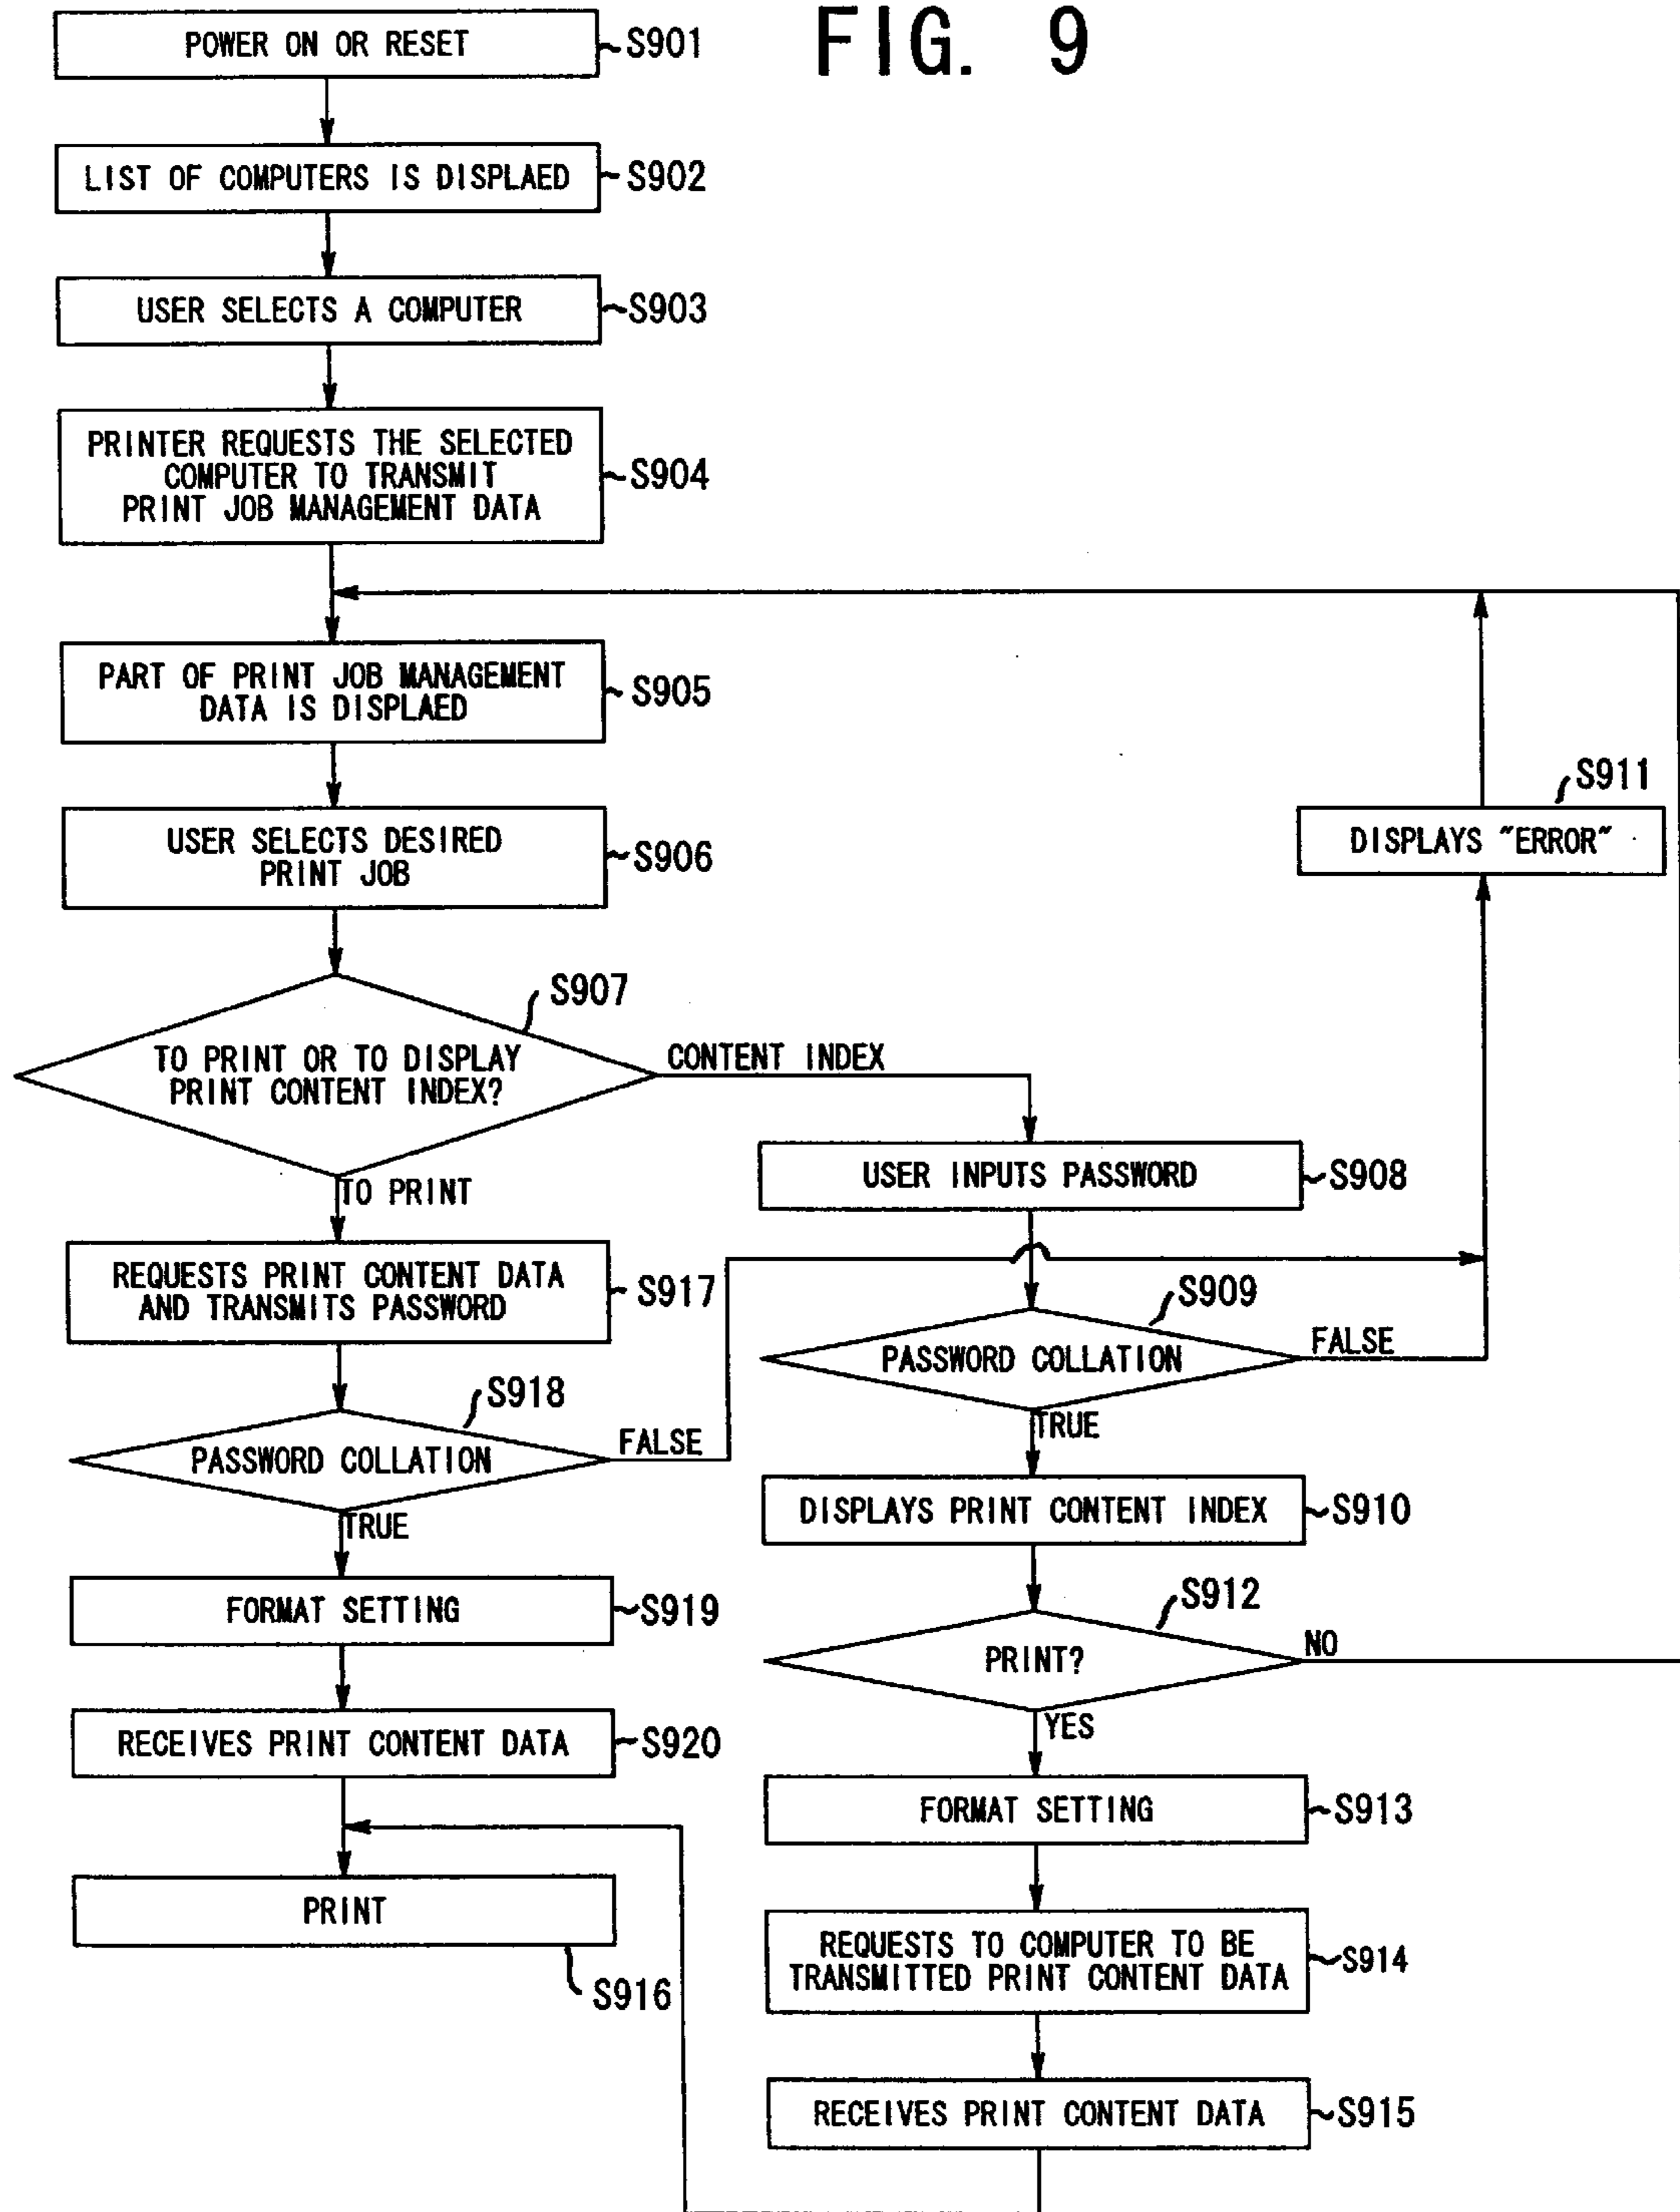 FIG. 9
POWER ON OR RESET
S901
LIST OF COMPUTERS IS DISPLAED
S902
USER SELECTS A COMPUTER
S903
PRINTER REQUESTS THE SELECTED
COMPUTER TO TRANSMIT
PRINT JOB MANAGEMENT DATA
S904
PART OF PRINT JOB MANAGEMENT
DATA IS DISPLAED
S905
USER SELECTS DESIRED
PRINT JOB
S906
S907
TO PRINT OR TO DISPLAY
PRINT CONTENT INDEX?
CONTENT INDEX
TO PRINT
USER INPUTS PASSWORD
S908
S909
PASSWORD COLLATION
FALSE
TRUE
DISPLAYS PRINT CONTENT INDEX
S910
S911
DISPLAYS "ERROR"
S912
PRINT?
NO
YES
FORMAT SETTING
S913
REQUESTS TO COMPUTER TO BE
TRANSMITTED PRINT CONTENT DATA
S914
RECEIVES PRINT CONTENT DATA
S915
REQUESTS PRINT CONTENT DATA
AND TRANSMITS PASSWORD
S917
S918
PASSWORD COLLATION
FALSE
TRUE
FORMAT SETTING
S919
RECEIVES PRINT CONTENT DATA
S920
PRINT
S916